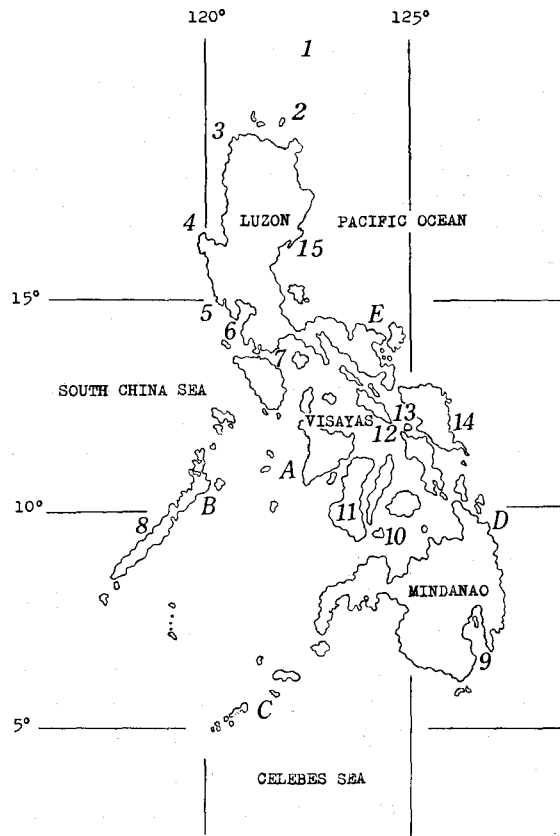 120° 125°
1
2
3
LUZON PACIFIC OCEAN
4
15
15°
5
E
6
7
SOUTH CHINA SEA
VISAYAS 13 14
12
A
10°
8 B 11 D
10
MINDANAO
9
C
5°
CELEBES SEA